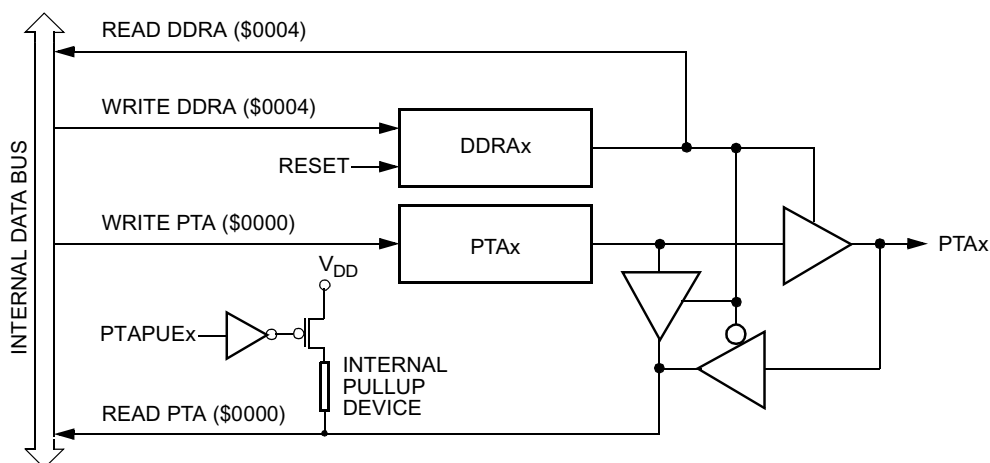 READ DDRA ($0004)
WRITE DDRA ($0004)
DDRAx
RESET
INTERNAL DATA BUS
WRITE PTA ($0000)
PTAx
PTAx
VDD
PTAPUEx
INTERNAL
PULLUP
DEVICE
READ PTA ($0000)